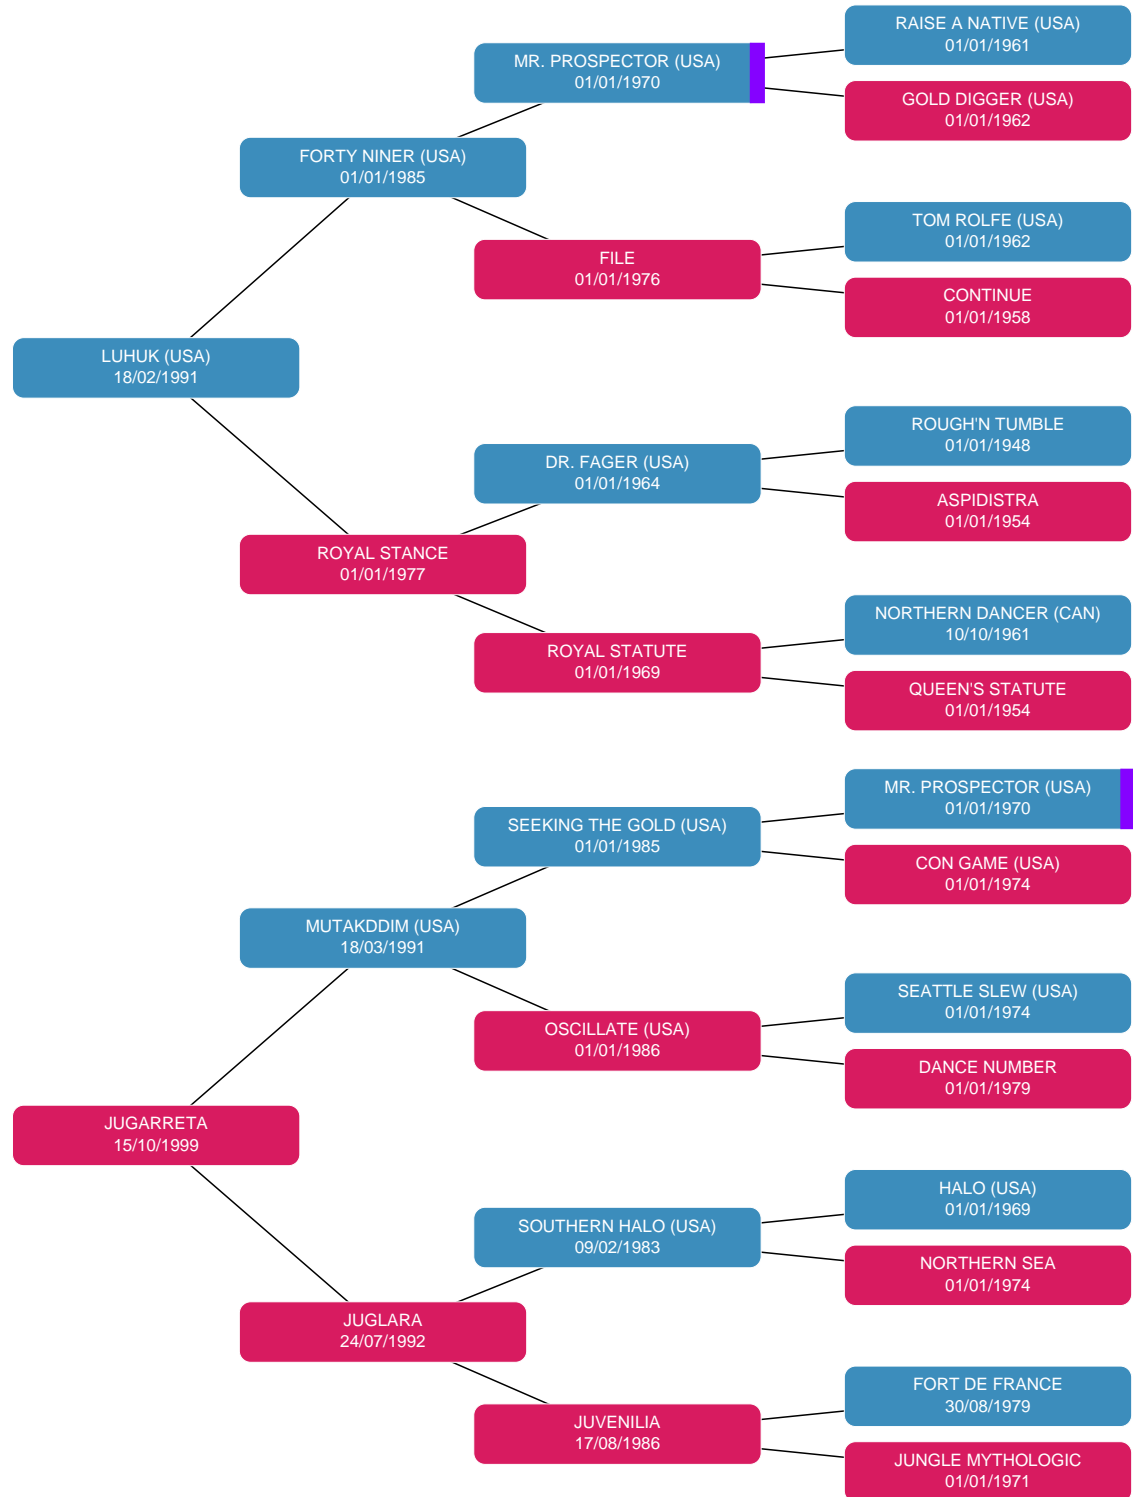 RAISE A NATIVE (USA)
01/01/1961
MR. PROSPECTOR (USA)
01/01/1970
GOLD DIGGER (USA)
01/01/1962
FORTY NINER (USA)
01/01/1985
TOM ROLFE (USA)
01/01/1962
FILE
01/01/1976
CONTINUE
01/01/1958
LUHUK (USA)
18/02/1991
ROUGH'N TUMBLE
01/01/1948
DR. FAGER (USA)
01/01/1964
ASPIDISTRA
01/01/1954
ROYAL STANCE
01/01/1977
NORTHERN DANCER (CAN)
10/10/1961
ROYAL STATUTE
01/01/1969
QUEEN'S STATUTE
01/01/1954
MR. PROSPECTOR (USA)
01/01/1970
SEEKING THE GOLD (USA)
01/01/1985
CON GAME (USA)
01/01/1974
MUTAKDDIM (USA)
18/03/1991
SEATTLE SLEW (USA)
01/01/1974
OSCILLATE (USA)
01/01/1986
DANCE NUMBER
01/01/1979
JUGARRETA
15/10/1999
HALO (USA)
01/01/1969
SOUTHERN HALO (USA)
09/02/1983
NORTHERN SEA
01/01/1974
JUGLARA
24/07/1992
FORT DE FRANCE
30/08/1979
JUVENILIA
17/08/1986
JUNGLE MYTHOLOGIC
01/01/1971